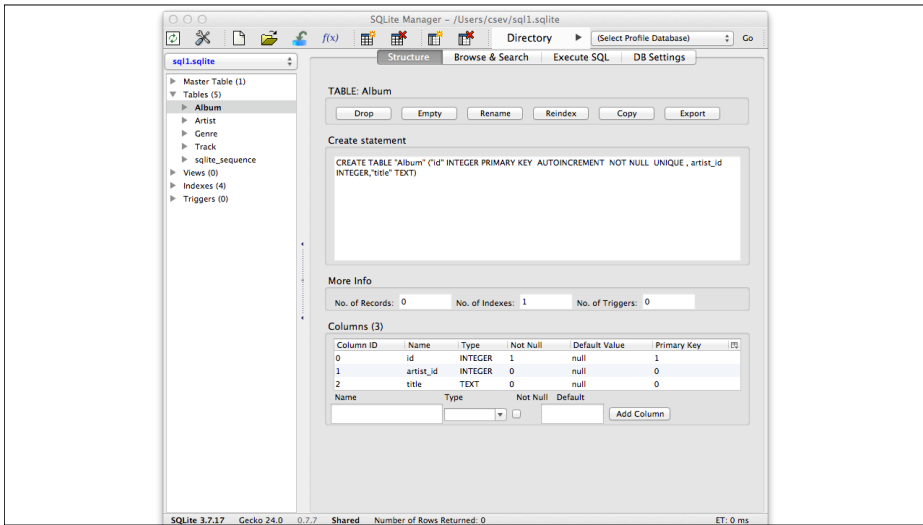 SQLite Manager - /Users/csev/sql1.sqlite
f(x) Directory (Select Profile Database) Go
sql1.sqlite
Structure Browse & Search Execute SQL DB Settings
Master Table (1)
Tables (5)
Album
Artist
Genre
Track
sqlite_sequence
Views (0)
Indexes (4)
Triggers (0)
TABLE: Album
Drop Empty Rename Reindex Copy Export
Create statement
CREATE TABLE "Album" ("id" INTEGER PRIMARY KEY AUTOINCREMENT NOT NULL UNIQUE , artist_id
INTEGER,"title" TEXT)
More Info
No. of Records: 0 No. of Indexes: 1 No. of Triggers: 0
Columns (3)
Column ID Name Type Not Null Default Value Primary Key
0 id INTEGER 1 null 1
1 artist_id INTEGER 0 null 0
2 title TEXT 0 null 0
Name Type Not Null Default
Add Column
SQLite 3.7.17 Gecko 24.0 0.7.7 Shared Number of Rows Returned: 0 ET: 0 ms